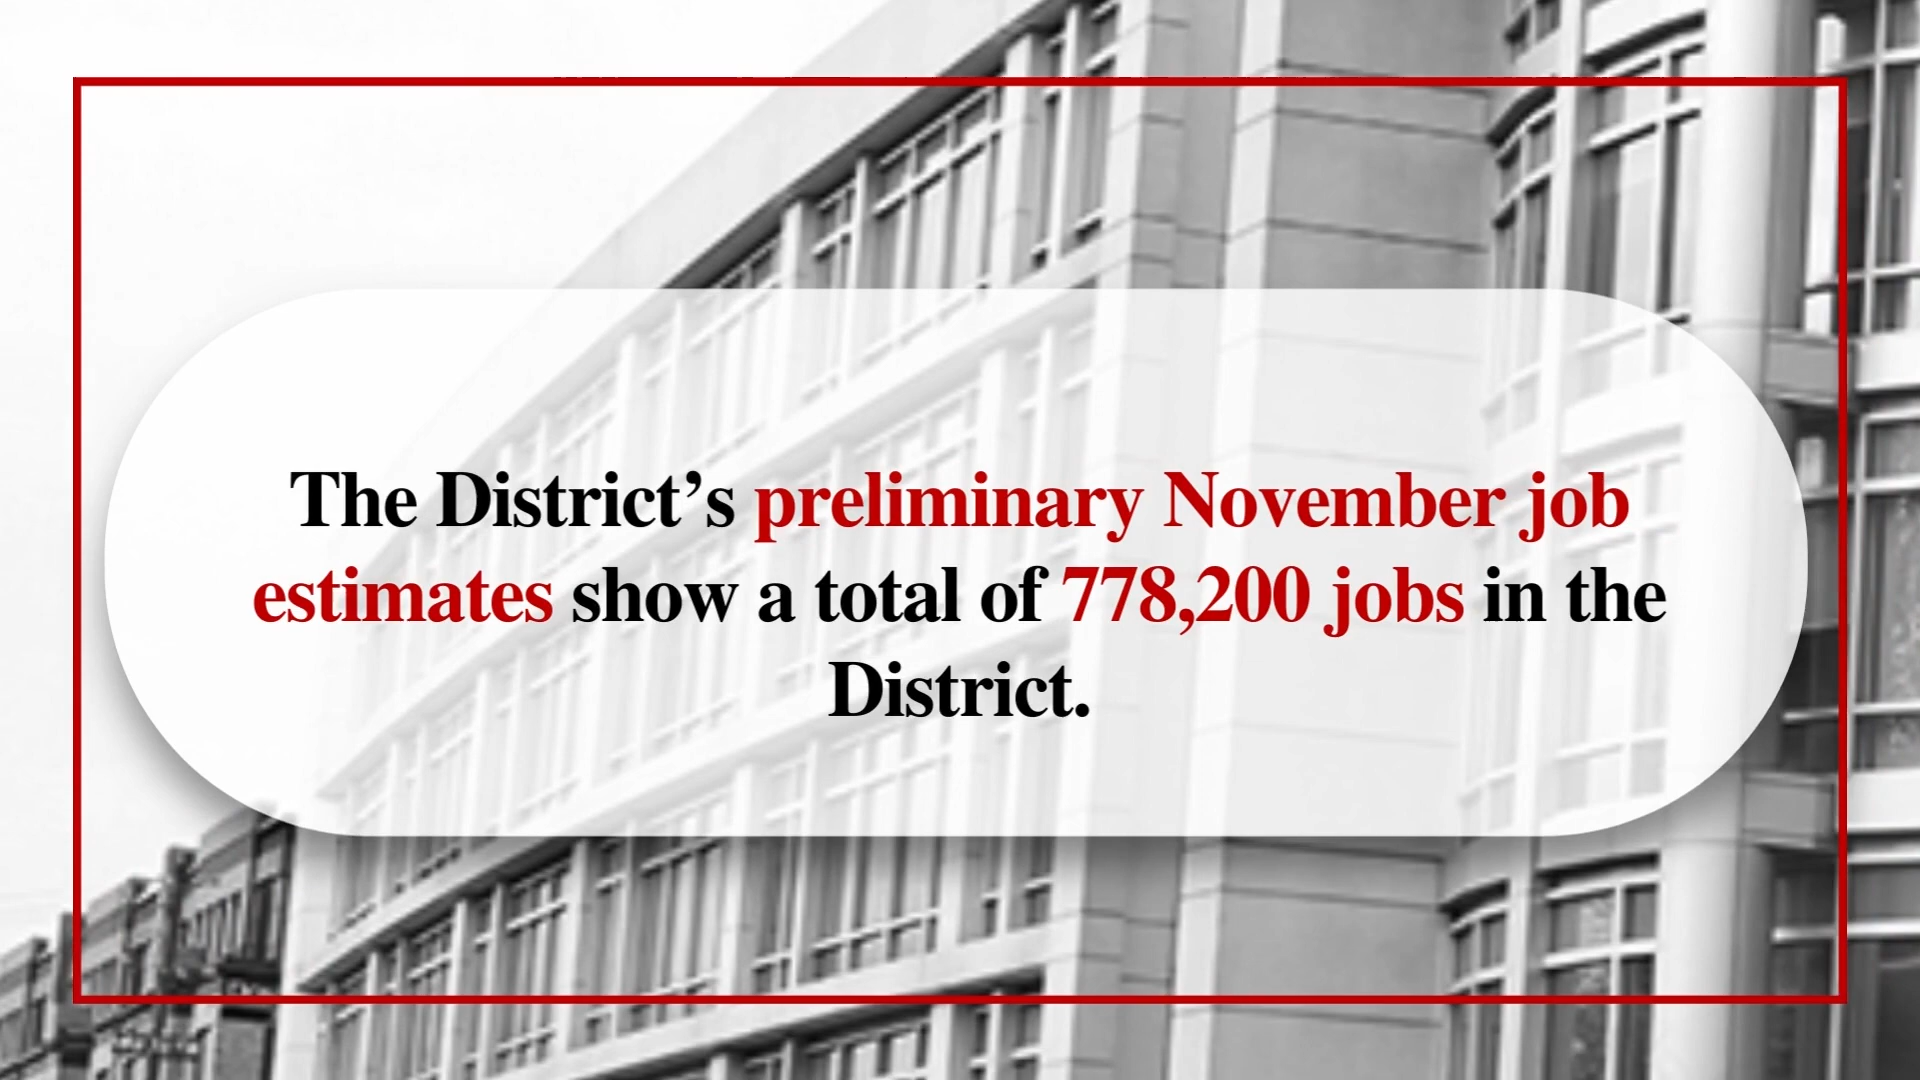 The District’s preliminary November job
estimates show a total of 778,200 jobs in the
District.